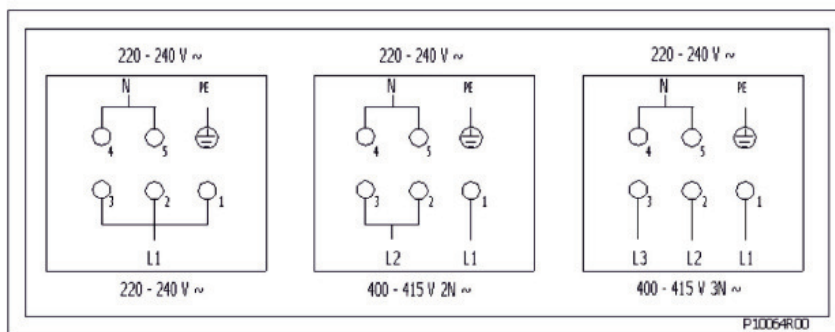 220 - 240 V ~ 220 - 240 V ~ 220 - 240 V ~
N PE N PE N PE
4 5 4 5 4 5
3 2 1 3 2 1 3 2 1
L1 L2 L1 L3 L2 L1
220 - 240 V ~ 400 - 415 V 2N ~ 400 - 415 V 3N ~
P10064R00